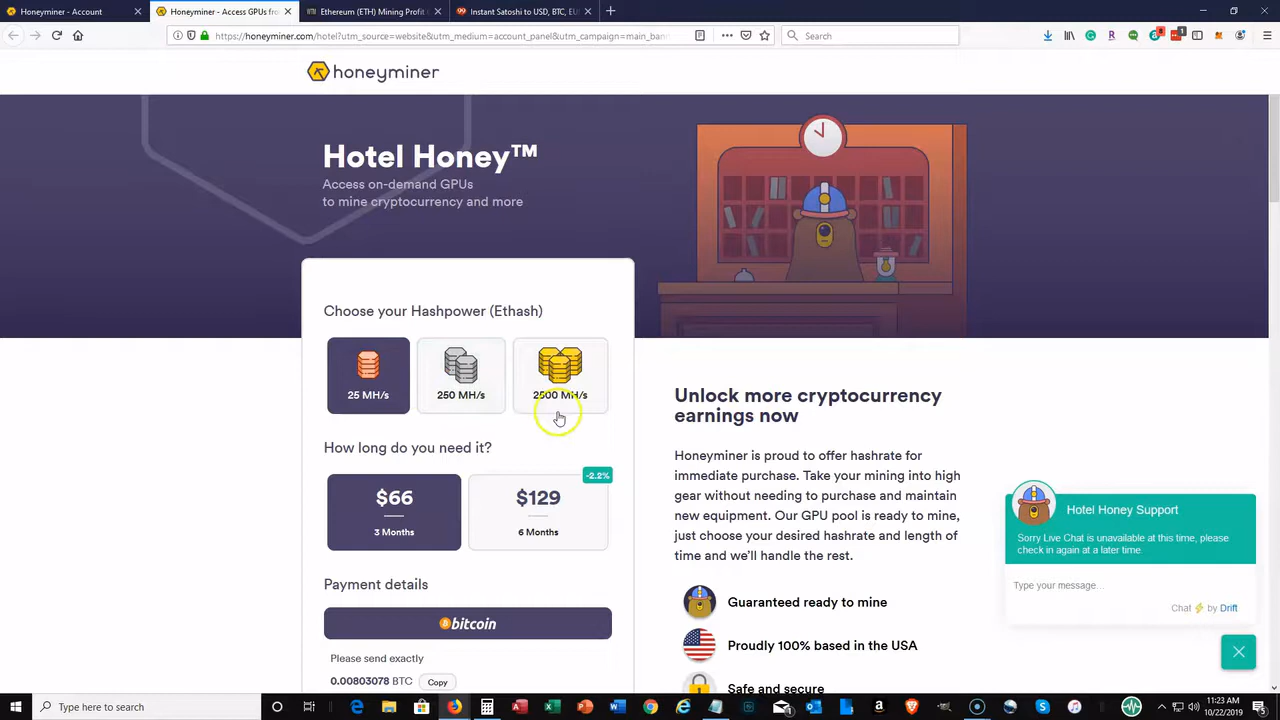 Honeyminer - Account
Honeyminer - Access GPUs fro
Ethereum (ETH) Mining Profit C
Instant Satoshi to USD, BTC, EU
https://honeyminer.com/hotel?utm_source=website&utm_medium=account_panel&utm_campaign=main_ban
Search
honeyminer
Hotel Honey™
Access on-demand GPUs
to mine cryptocurrency and more
Choose your Hashpower (Ethash)
25 MH/s
250 MH/s
2500 MH/s
How long do you need it?
-2.2%
$66
3 Months
$129
6 Months
Payment details
bitcoin
Please send exactly
0.00803078 BTC
Copy
Unlock more cryptocurrency
earnings now
Honeyminer is proud to offer hashrate for
immediate purchase. Take your mining into high
gear without needing to purchase and maintain
new equipment. Our GPU pool is ready to mine,
just choose your desired hashrate and length of
time and we’ll handle the rest.
Guaranteed ready to mine
Proudly 100% based in the USA
Safe and secure
Hotel Honey Support
Sorry Live Chat is unavailable at this time, please
check in again at a later time
Type your message...
Chat ⚡ by Drift
Type here to search
11:23 AM
10/22/2019